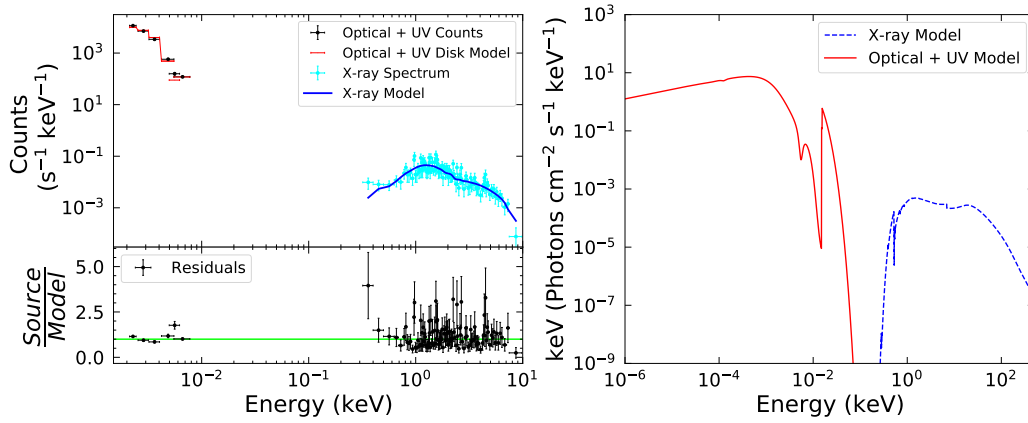 Counts
(s⁻¹ keV⁻¹)
10⁴
10¹
10⁻¹
10⁻³
Optical + UV Counts
Optical + UV Disk Model
X-ray Spectrum
X-ray Model
Source
Model
5.0
2.5
0.0
Residuals
10⁻²
10⁻¹
10⁰
10¹
Energy (keV)
keV (Photons cm⁻² s⁻¹ keV⁻¹)
10³
10¹
10⁻¹
10⁻³
10⁻⁵
10⁻⁷
10⁻⁹
X-ray Model
Optical + UV Model
10⁻⁶
10⁻⁴
10⁻²
10⁰
10²
Energy (keV)